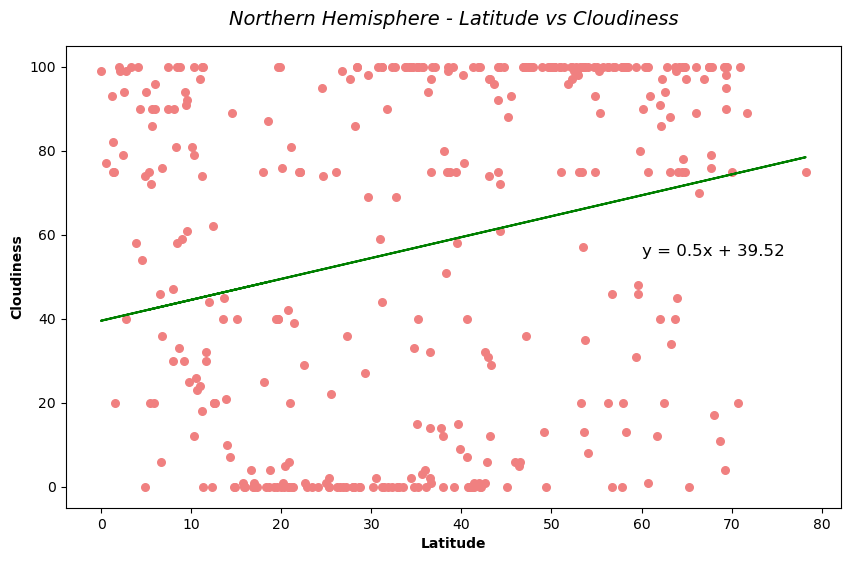 Northern Hemisphere - Latitude vs Cloudiness
100
80
60
40
20
0
Cloudiness
y = 0.5x + 39.52
0 10 20 30 40 50 60 70 80
Latitude